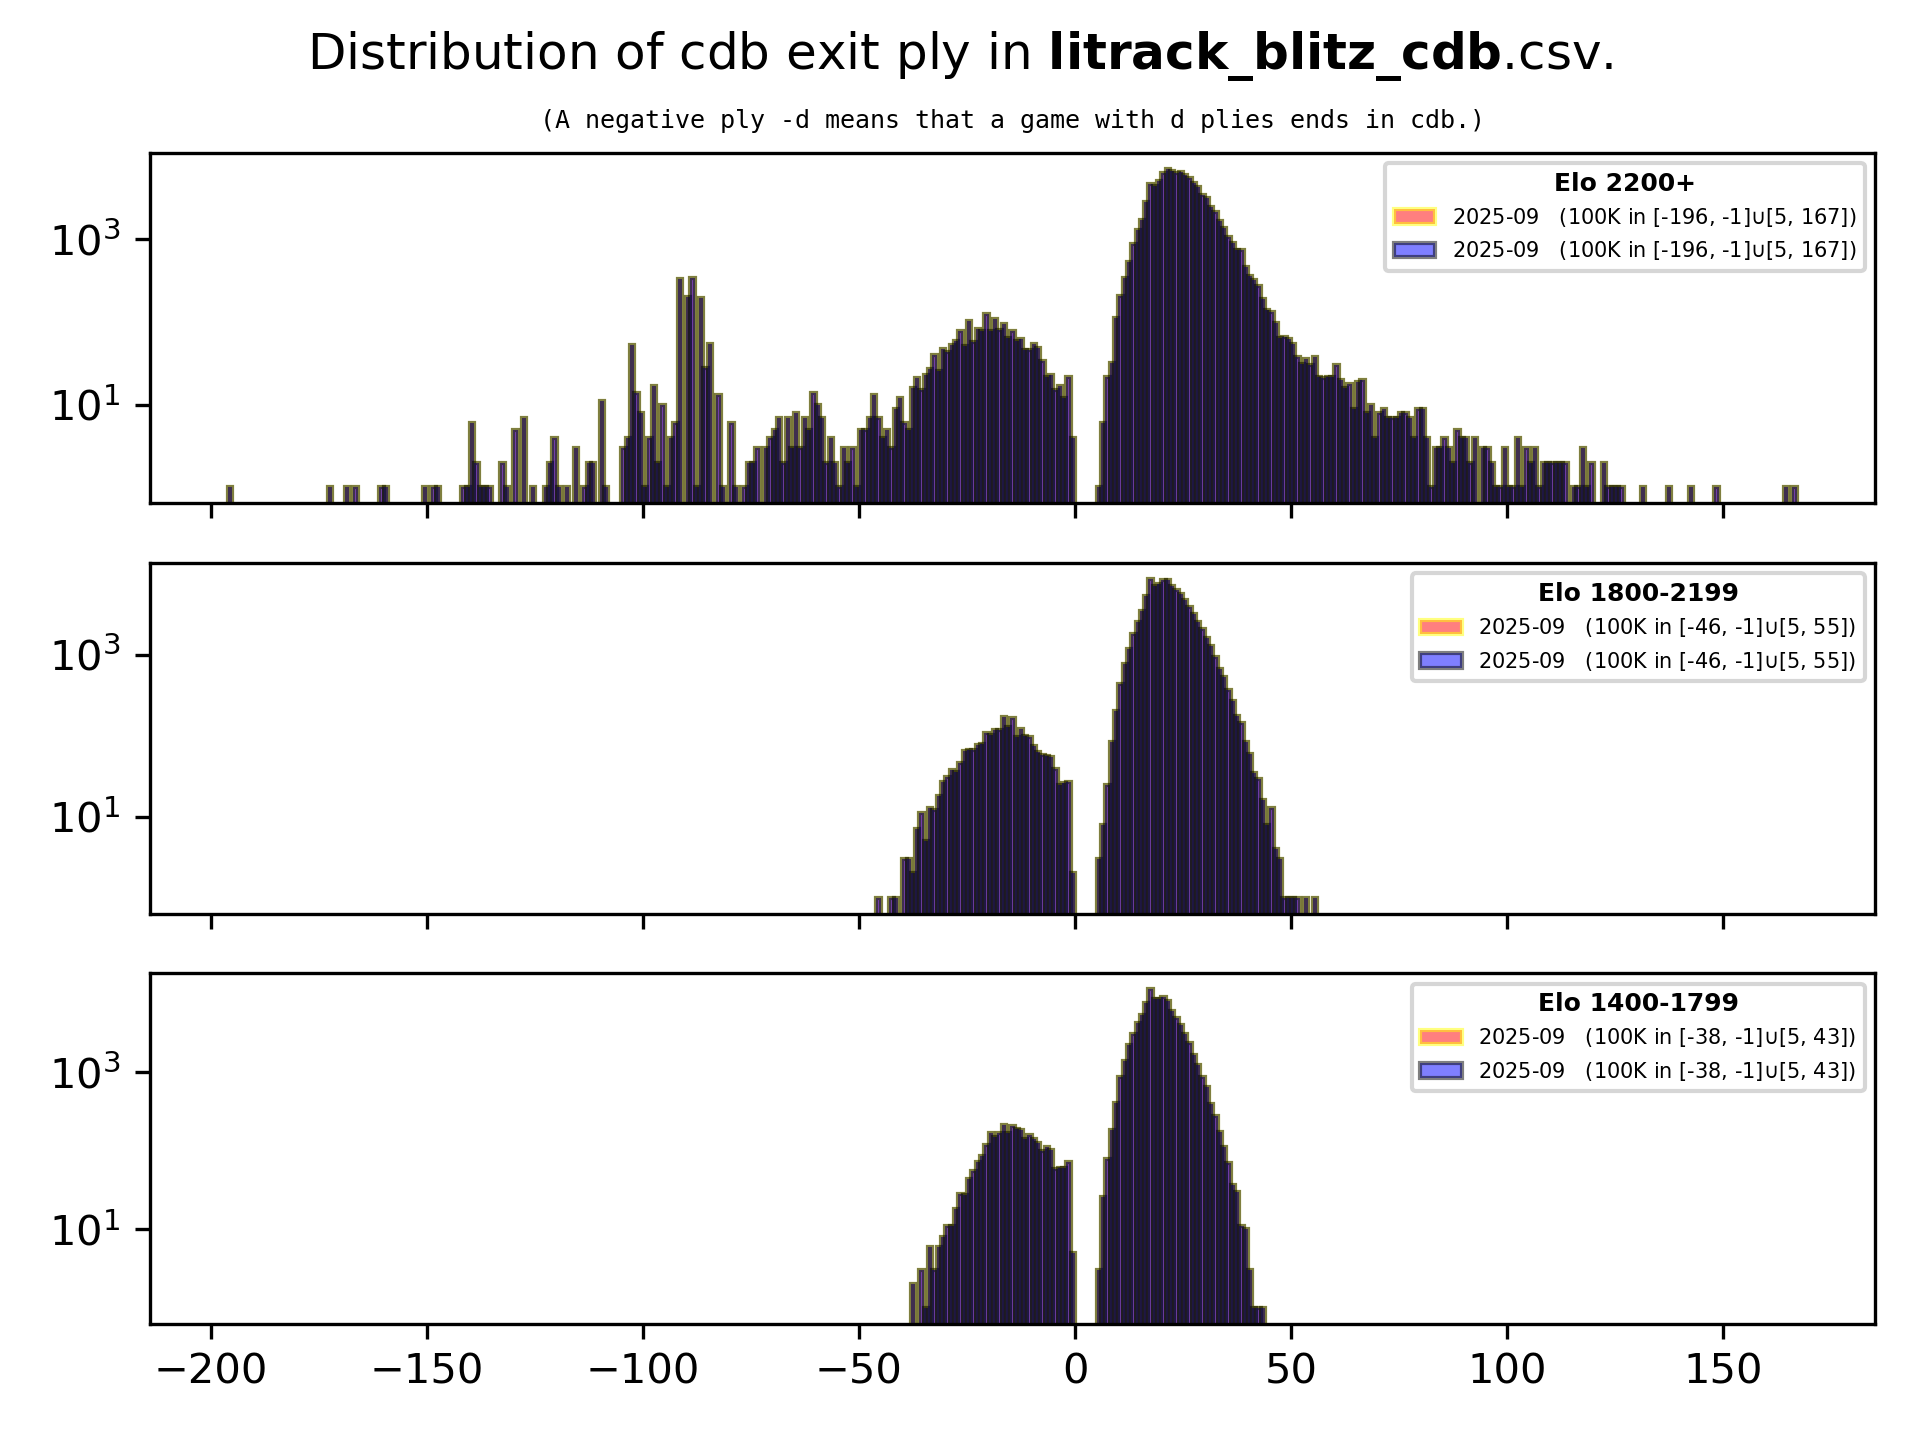 Distribution of cdb exit ply in litrack_blitz_cdb.csv.
(A negative ply -d means that a game with d plies ends in cdb.)
10³
10¹
Elo 2200+
2025-09 (100K in [-196, -1]∪[5, 167])
2025-09 (100K in [-196, -1]∪[5, 167])
10³
10¹
Elo 1800-2199
2025-09 (100K in [-46, -1]∪[5, 55])
2025-09 (100K in [-46, -1]∪[5, 55])
10³
10¹
Elo 1400-1799
2025-09 (100K in [-38, -1]∪[5, 43])
2025-09 (100K in [-38, -1]∪[5, 43])
−200 −150 −100 −50 0 50 100 150